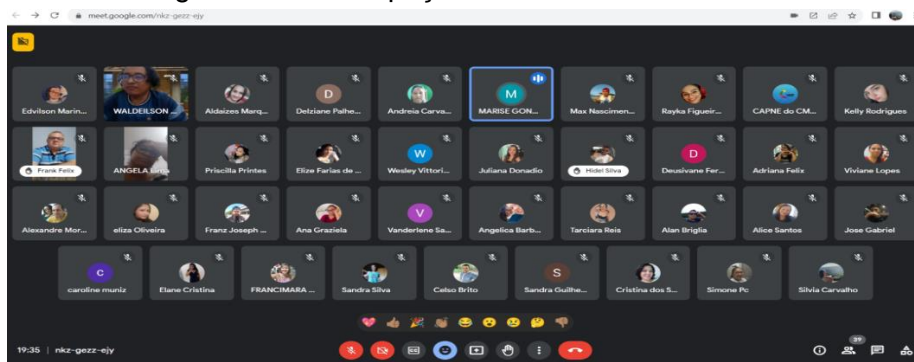 meet.google.com/nkz-gezz-ejy
Edvilson Marin...
WALDEILSON ...
Aldaizes Marq...
Delziane Palhe...
Andreia Carva...
M
MARISE GON...
Max Nascimen...
Rayka Figueir...
CAPNE do CM...
Kelly Rodrigues
Frank Felix
ANGELA
Priscilla Printes
Elize Farias de ...
W
Wesley Vittori...
Juliana Donadio
Hidel Silva
D
Deusivane Fer...
Adriana Felix
Viviane Lopes
Alexandre Mor...
eliza Oliveira
Franz Joseph ...
Ana Graziela
V
Vanderlene Sa...
Angelica Barb...
Tarciara Reis
Alan Briglia
Alice Santos
Jose Gabriel
c
caroline muniz
Elane Cristina
FRANCIMARA ...
Sandra Silva
Celso Brito
S
Sandra Guilhe...
Cristina dos S...
Simone Pc
Silvia Carvalho
19:35 | nkz-gezz-ejy
39